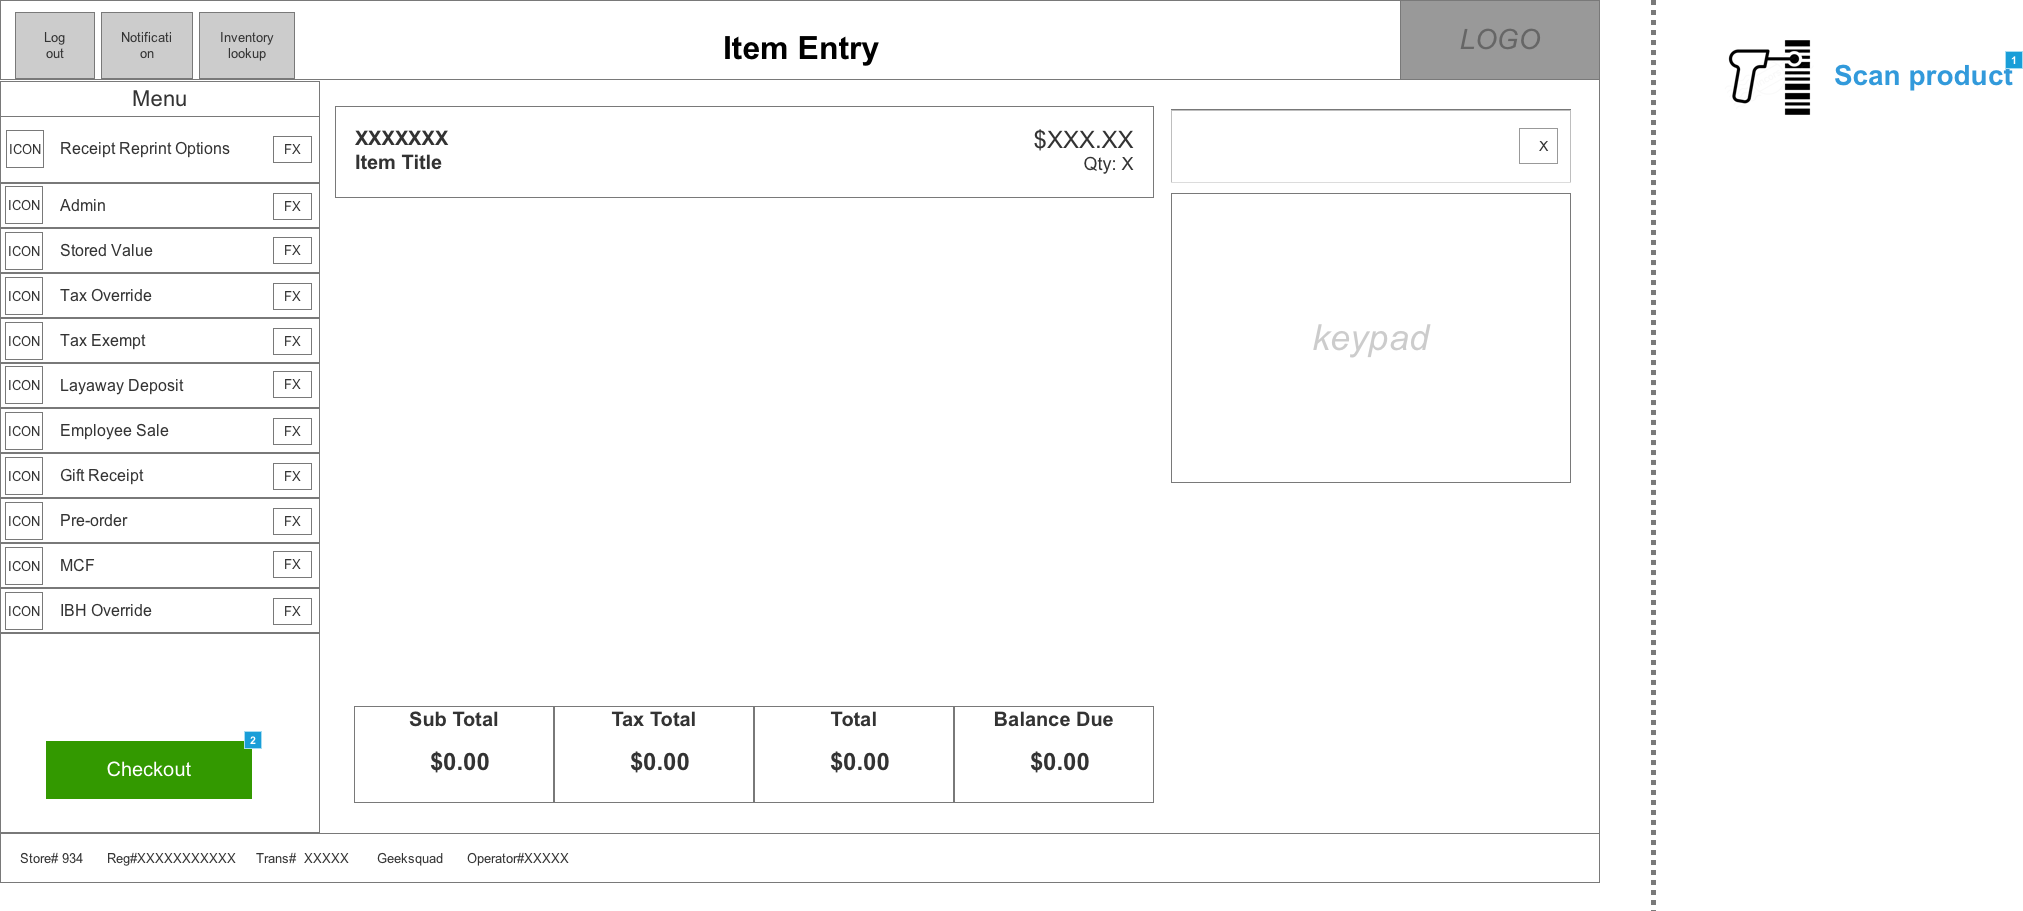 Log
out
Notificati
on
Inventory
lookup
Item Entry
LOGO
Scan product
1
Menu
ICON Receipt Reprint Options FX
ICON Admin FX
ICON Stored Value FX
ICON Tax Override FX
ICON Tax Exempt FX
ICON Layaway Deposit FX
ICON Employee Sale FX
ICON Gift Receipt FX
ICON Pre-order FX
ICON MCF FX
ICON IBH Override FX
2
Checkout
XXXXXXX
Item Title
$XXX.XX
Qty: X
X
keypad
Sub Total
$0.00
Tax Total
$0.00
Total
$0.00
Balance Due
$0.00
Store# 934 Reg#XXXXXXXXXXX Trans# XXXXX Geeksquad Operator#XXXXX